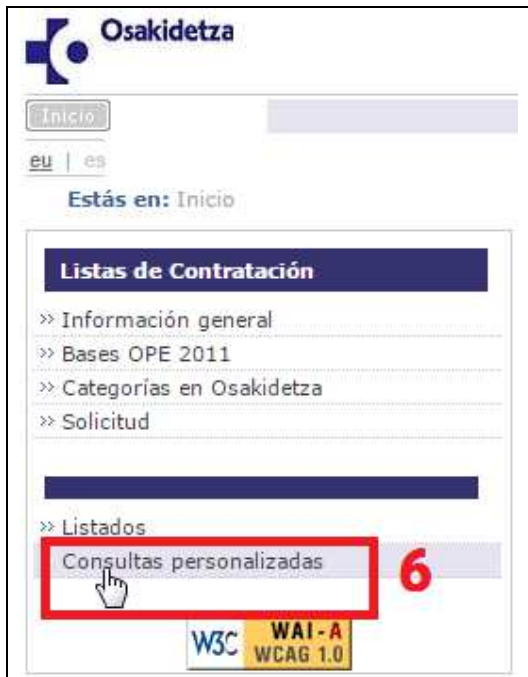 Osakidetza
Inicio
eu | es
Estás en: Inicio
Listas de Contratación
» Información general
» Bases OPE 2011
» Categorías en Osakidetza
» Solicitud
» Listados
Consultas personalizadas
6
W3C WAI-A
WCAG 1.0